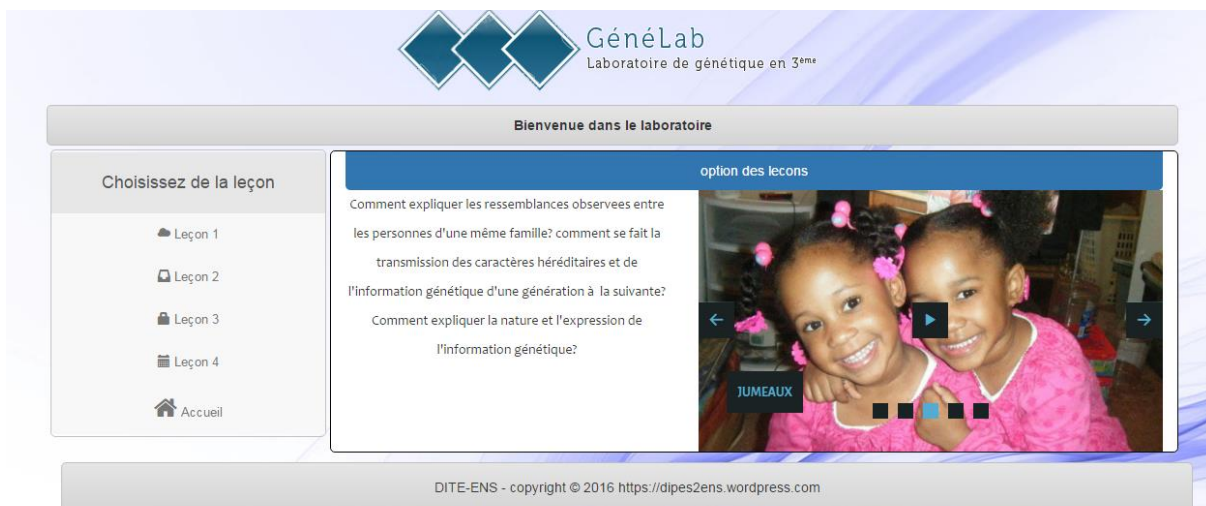 GénéLab
Laboratoire de génétique en 3ème
Bienvenue dans le laboratoire
Choisissez de la leçon
Leçon 1
Leçon 2
Leçon 3
Leçon 4
Accueil
option des lecons
Comment expliquer les ressemblances observees entre
les personnes d'une même famille? comment se fait la
transmission des caractères héréditaires et de
l'information génétique d'une génération à la suivante?
Comment expliquer la nature et l'expression de
l'information génétique?
JUMEAUX
DITE-ENS - copyright © 2016 https://dipes2ens.wordpress.com